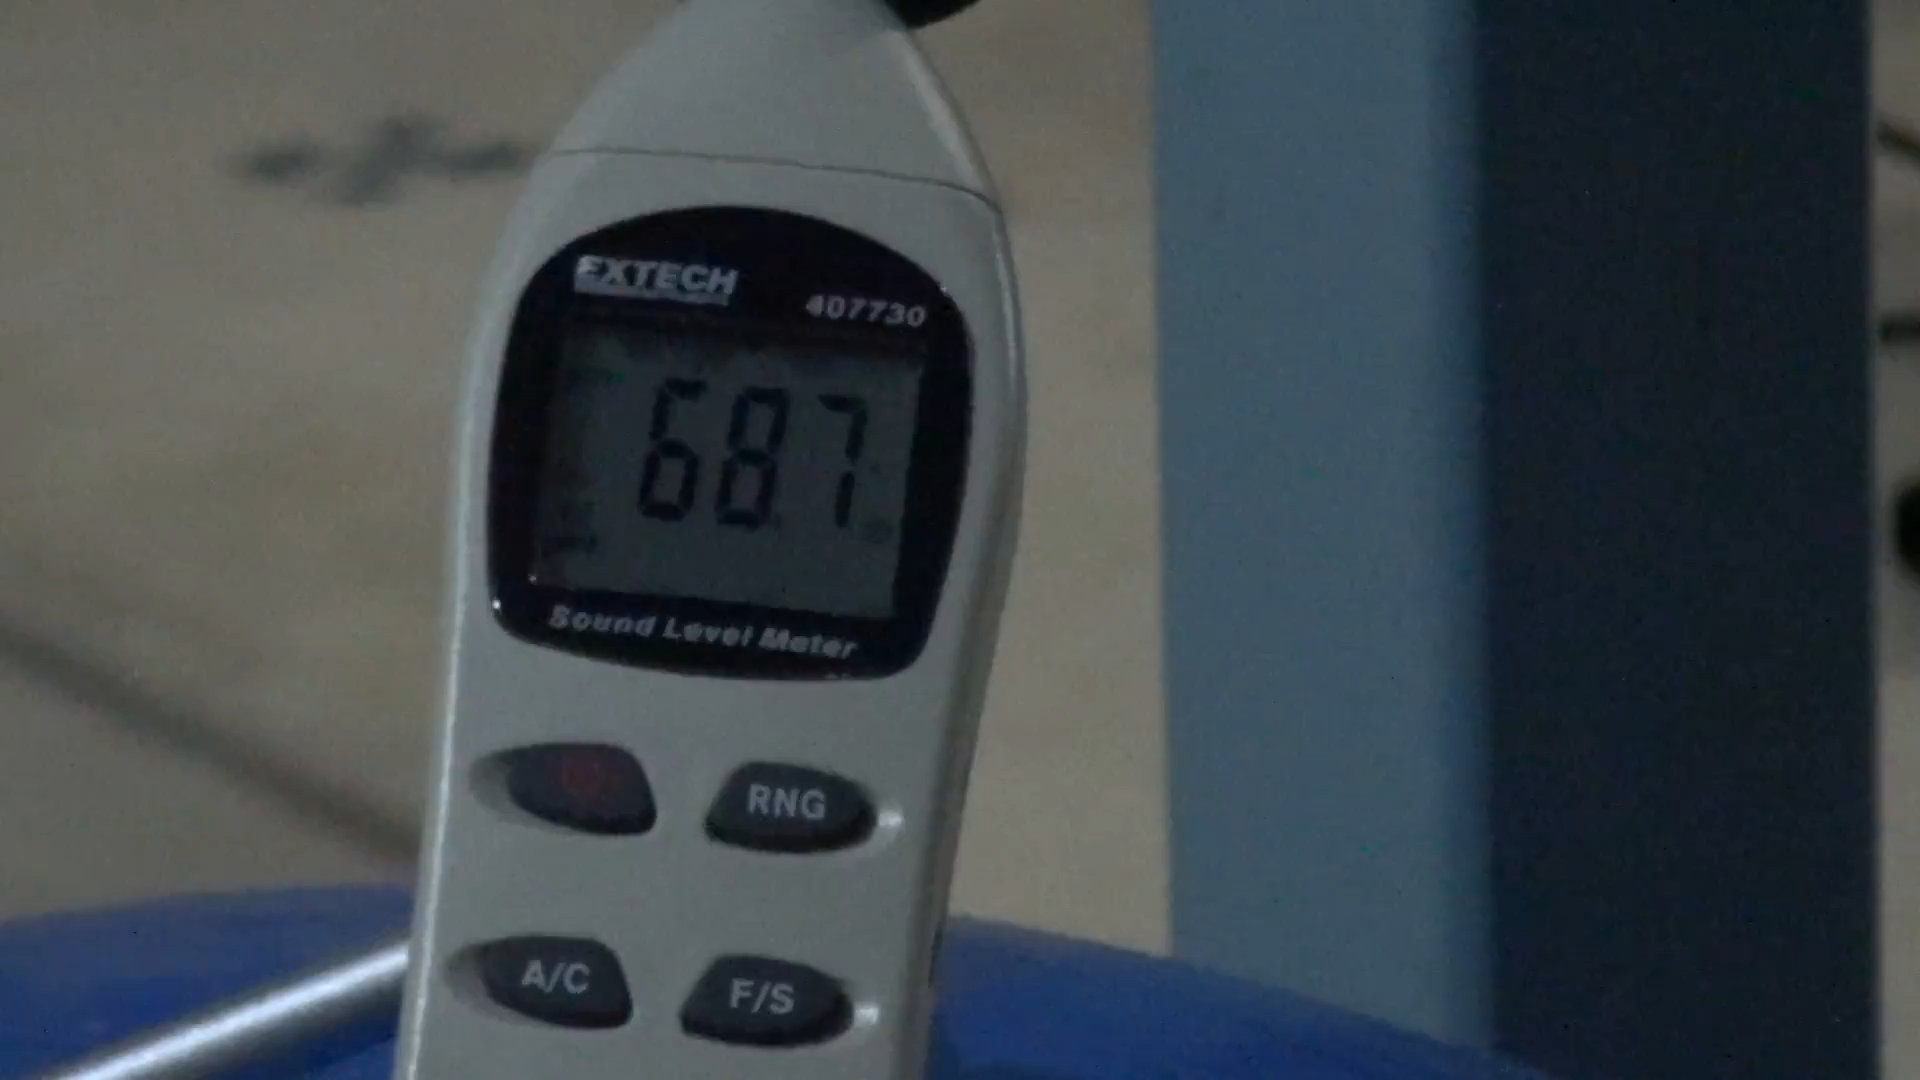 EXTECH
407730
68.7
Sound Level Meter
RNG
A/C
F/S